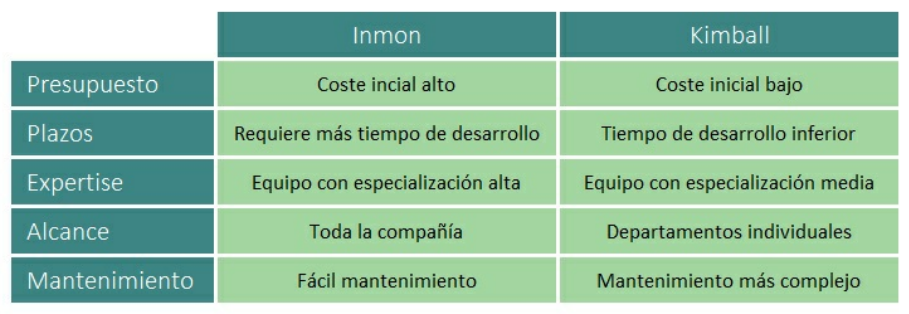 Inmon Kimball
Presupuesto Coste incial alto Coste inicial bajo
Plazos Requiere más tiempo de desarrollo Tiempo de desarrollo inferior
Expertise Equipo con especialización alta Equipo con especialización media
Alcance Toda la compañía Departamentos individuales
Mantenimiento Fácil mantenimiento Mantenimiento más complejo